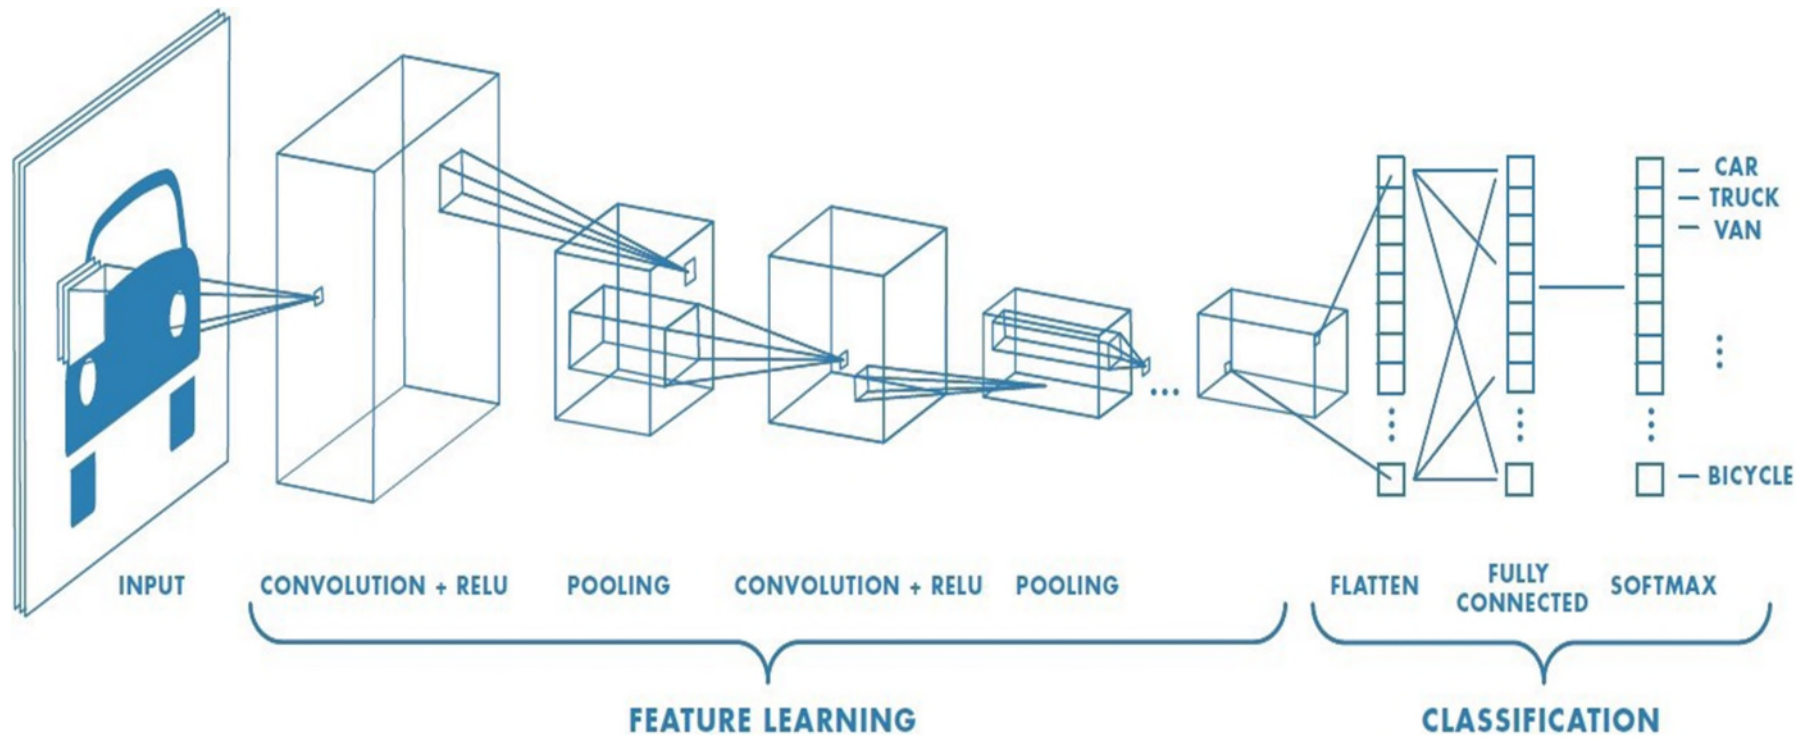 CAR
TRUCK
VAN
BICYCLE
INPUT
CONVOLUTION + RELU
POOLING
CONVOLUTION + RELU
POOLING
FLATTEN
FULLY
CONNECTED
SOFTMAX
FEATURE LEARNING
CLASSIFICATION